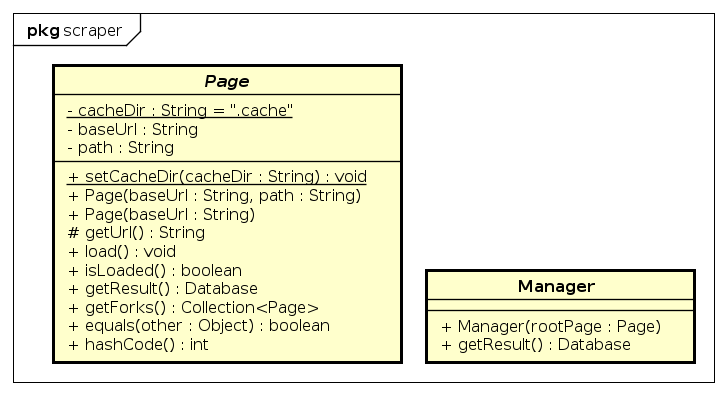 pkg scraper
Page
- cacheDir : String = ".cache"
- baseUrl : String
- path : String
+ setCacheDir(cacheDir : String) : void
+ Page(baseUrl : String, path : String)
+ Page(baseUrl : String)
# getUrl() : String
+ load() : void
+ isLoaded() : boolean
+ getResult() : Database
+ getForks() : Collection<Page>
+ equals(other : Object) : boolean
+ hashCode() : int
Manager
+ Manager(rootPage : Page)
+ getResult() : Database